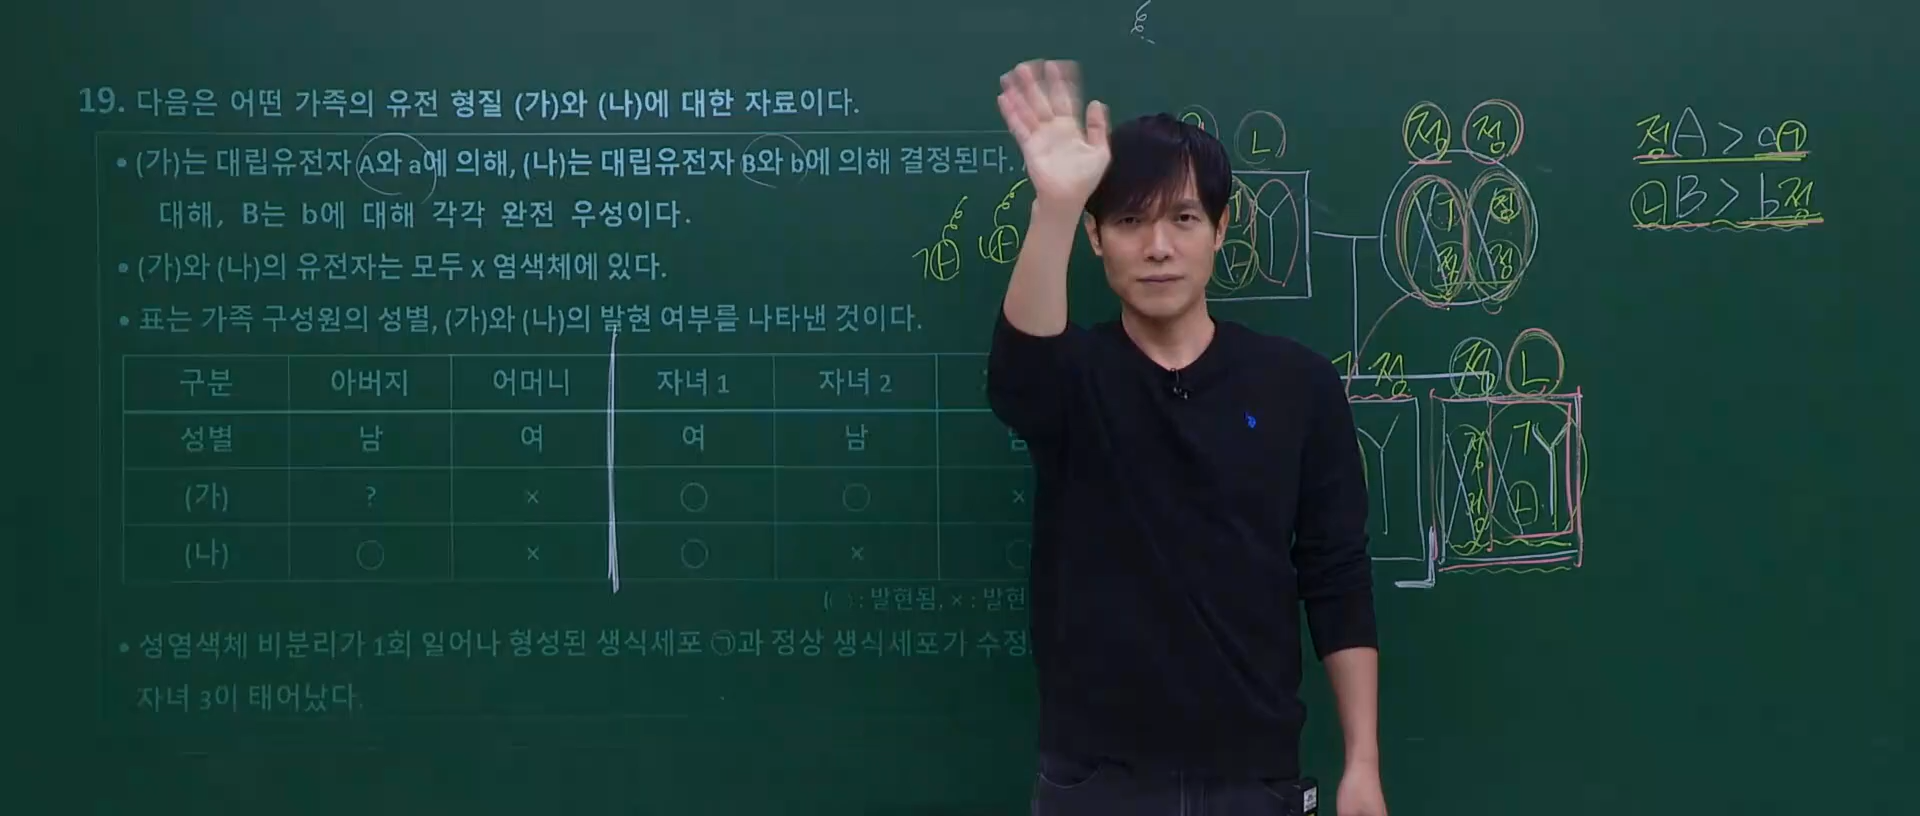 19. 다음은 어떤 가족의 유전 형질 (가)와 (나)에 대한 자료이다.
• (가)는 대립유전자 A와 a에 의해, (나)는 대립유전자 B와 b에 의해 결정된다.
대해, B는 b에 대해 각각 완전 우성이다.
• (가)와 (나)의 유전자는 모두 X 염색체에 있다.
• 표는 가족 구성원의 성별, (가)와 (나)의 발현 여부를 나타낸 것이다.
구분 아버지 어머니 자녀 1 자녀 2
성별 남 여 여 남
(가) ? × ○ ○ ×
(나) ○ × ○ ×
(○ : 발현됨, × : 발현
• 성염색체 비분리가 1회 일어나 형성된 생식세포 ㉠과 정상 생식세포가 수정
자녀 3이 태어났다.
L 정 정
정A > aㄱ
ㄴB > b정
ㄱ Y
ㄴ
정 정 L
Y
정 ㄱ Y
정 ㄴ